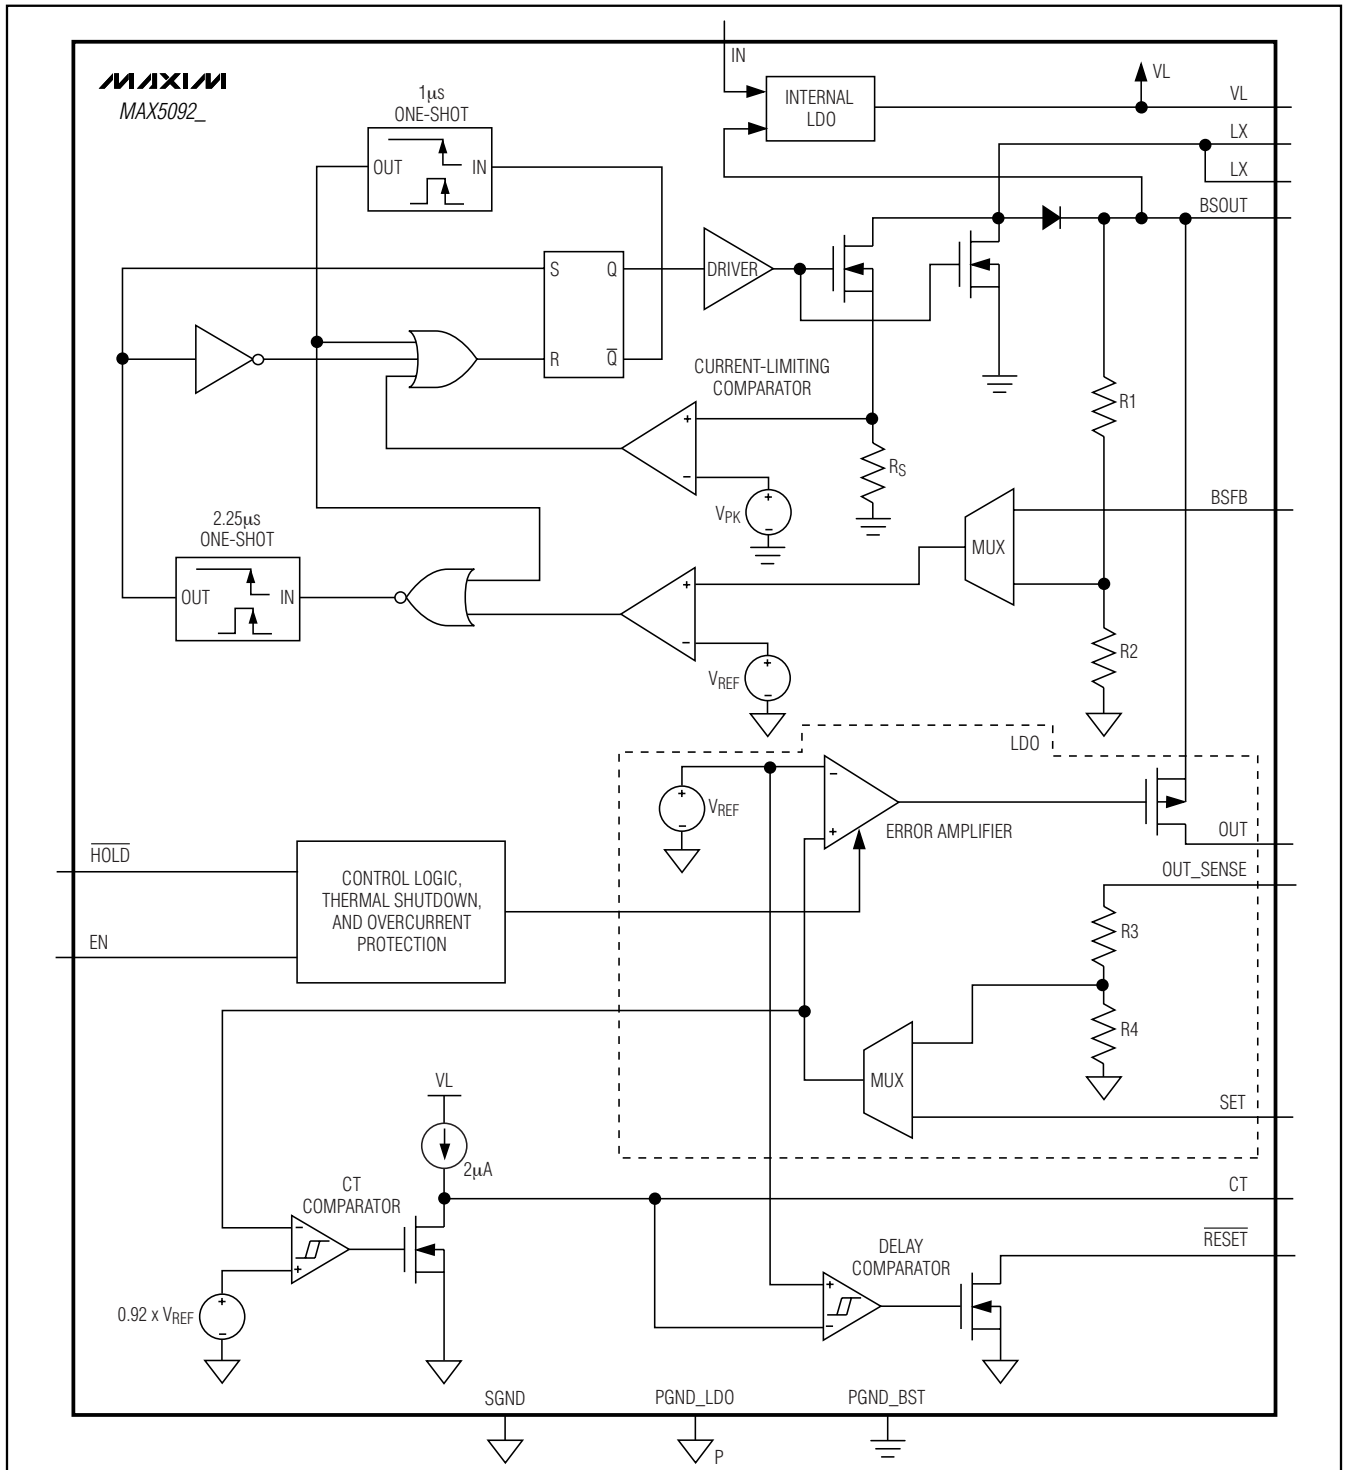 IN
MAXIM
MAX5092_
1µs
ONE-SHOT
OUT
IN
INTERNAL
LDO
VL
VL
LX
LX
BSOUT
S
Q
R
Q̅
DRIVER
CURRENT-LIMITING
COMPARATOR
+
−
VPK
+
−
RS
R1
BSFB
MUX
2.25µs
ONE-SHOT
OUT
IN
+
−
VREF
+
−
R2
LDO
+
−
VREF
−
+
ERROR AMPLIFIER
OUT
OUT_SENSE
H̅O̅L̅D̅
EN
CONTROL LOGIC,
THERMAL SHUTDOWN,
AND OVERCURRENT
PROTECTION
R3
R4
MUX
SET
VL
2µA
CT
COMPARATOR
−
+
0.92 x VREF
+
−
CT
R̅E̅S̅E̅T̅
DELAY
COMPARATOR
+
−
SGND
PGND_LDO
PGND_BST
P